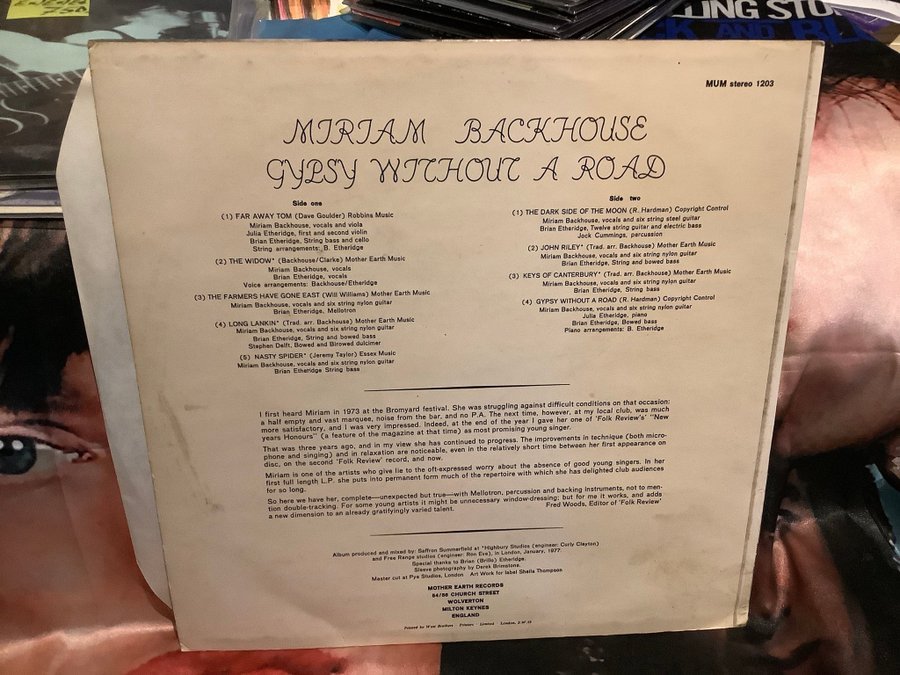 LING STO
CK AND BL
MUM stereo 1203
MIRIAM BACKHOUSE
GYPSY WITHOUT A ROAD
Side one
(1) FAR AWAY TOM (Dave Goulder) Robbins Music
Miriam Backhouse, vocals and viola
Julia Etheridge, first and second violin
Brian Etheridge, String bass and cello
String arrangements: B. Etheridge
(2) THE WIDOW* (Backhouse/Clarke) Mother Earth Music
Miriam Backhouse, vocals
Brian Etheridge, vocals
Voice arrangements: Backhouse/Etheridge
(3) THE FARMERS HAVE GONE EAST (Will Williams) Mother Earth Music
Miriam Backhouse, vocals and six string nylon guitar
Brian Etheridge, Mellotron
(4) LONG LANKIN* (Trad. arr. Backhouse) Mother Earth Music
Miriam Backhouse, vocals and six string nylon guitar
Brian Etheridge, String and bowed bass
Stephen Delft, Bowed and Birowed dulcimer
(5) NASTY SPIDER* (Jeremy Taylor) Essex Music
Miriam Backhouse, vocals and six string nylon guitar
Brian Etheridge String bass
Side two
(1) THE DARK SIDE OF THE MOON (R. Hardman) Copyright Control
Miriam Backhouse, vocals and six string steel guitar
Brian Etheridge, Twelve string guitar and electric bass
Jock Cummings, percussion
(2) JOHN RILEY* (Trad. arr. Backhouse) Mother Earth Music
Miriam Backhouse, vocals and six string nylon guitar
Brian Etheridge, String and bowed bass
(3) KEYS OF CANTERBURY* (Trad. arr. Backhouse) Mother Earth Music
Miriam Backhouse, vocals and six string nylon guitar
Brian Etheridge, String bass
(4) GYPSY WITHOUT A ROAD (R. Hardman) Copyright Control
Miriam Backhouse, vocals and six string nylon guitar
Julia Etheridge, piano
Brian Etheridge, Bowed bass
Piano arrangements: B. Etheridge
I first heard Miriam in 1973 at the Bromyard festival. She was struggling against difficult conditions on that occasion:
a half empty and vast marquee, noise from the bar, and no P.A. The next time, however, at my local club, was much
more satisfactory, and I was very impressed. Indeed, at the end of the year I gave her one of 'Folk Review's' "New
years Honours" (a feature of the magazine at that time) as most promising young singer.
That was three years ago, and in my view she has continued to progress. The improvements in technique (both micro-
phone and singing) and in relaxation are noticeable, even in the relatively short time between her first appearance on
disc, on the second 'Folk Review' record, and now.
Miriam is one of the artists who give lie to the oft-expressed worry about the absence of good young singers. In her
first full length L.P. she puts into permanent form much of the repertoire with which she has delighted club audiences
for so long.
So here we have her, complete—unexpected but true—with Mellotron, percussion and backing instruments, not to men-
tion double-tracking. For some young artists it might be unnecessary window-dressing; but for me it works, and adds
a new dimension to an already gratifyingly varied talent.
Fred Woods, Editor of 'Folk Review'
Album produced and mixed by: Saffron Summerfield at *Highbury Studios (engineer: Corly Clayton)
and Free Range studios (engineer: Ron Eve), in London, January, 1977.
Special thanks to Brian (Brillo) Etheridge.
Sleeve photography by Derek Brimstone.
Master cut at Pye Studios, London Art Work for label Sheila Thompson
MOTHER EARTH RECORDS
54/56 CHURCH STREET
WOLVERTON
MILTON KEYNES
ENGLAND
Printed by West Brothers Printers Limited London,